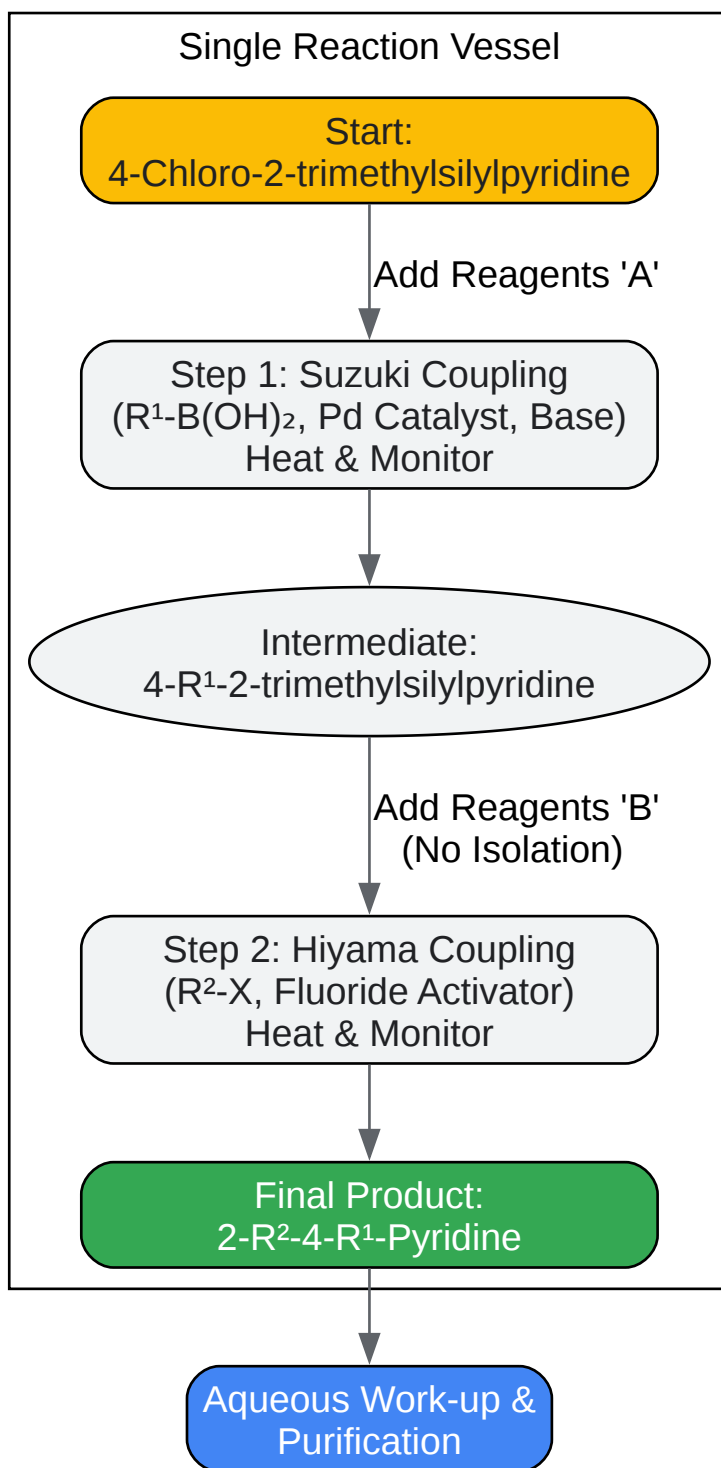 Single Reaction Vessel
Start:
4-Chloro-2-trimethylsilylpyridine
Add Reagents 'A'
Step 1: Suzuki Coupling
(R¹-B(OH)₂, Pd Catalyst, Base)
Heat & Monitor
Intermediate:
4-R¹-2-trimethylsilylpyridine
Add Reagents 'B'
(No Isolation)
Step 2: Hiyama Coupling
(R²-X, Fluoride Activator)
Heat & Monitor
Final Product:
2-R²-4-R¹-Pyridine
Aqueous Work-up &
Purification